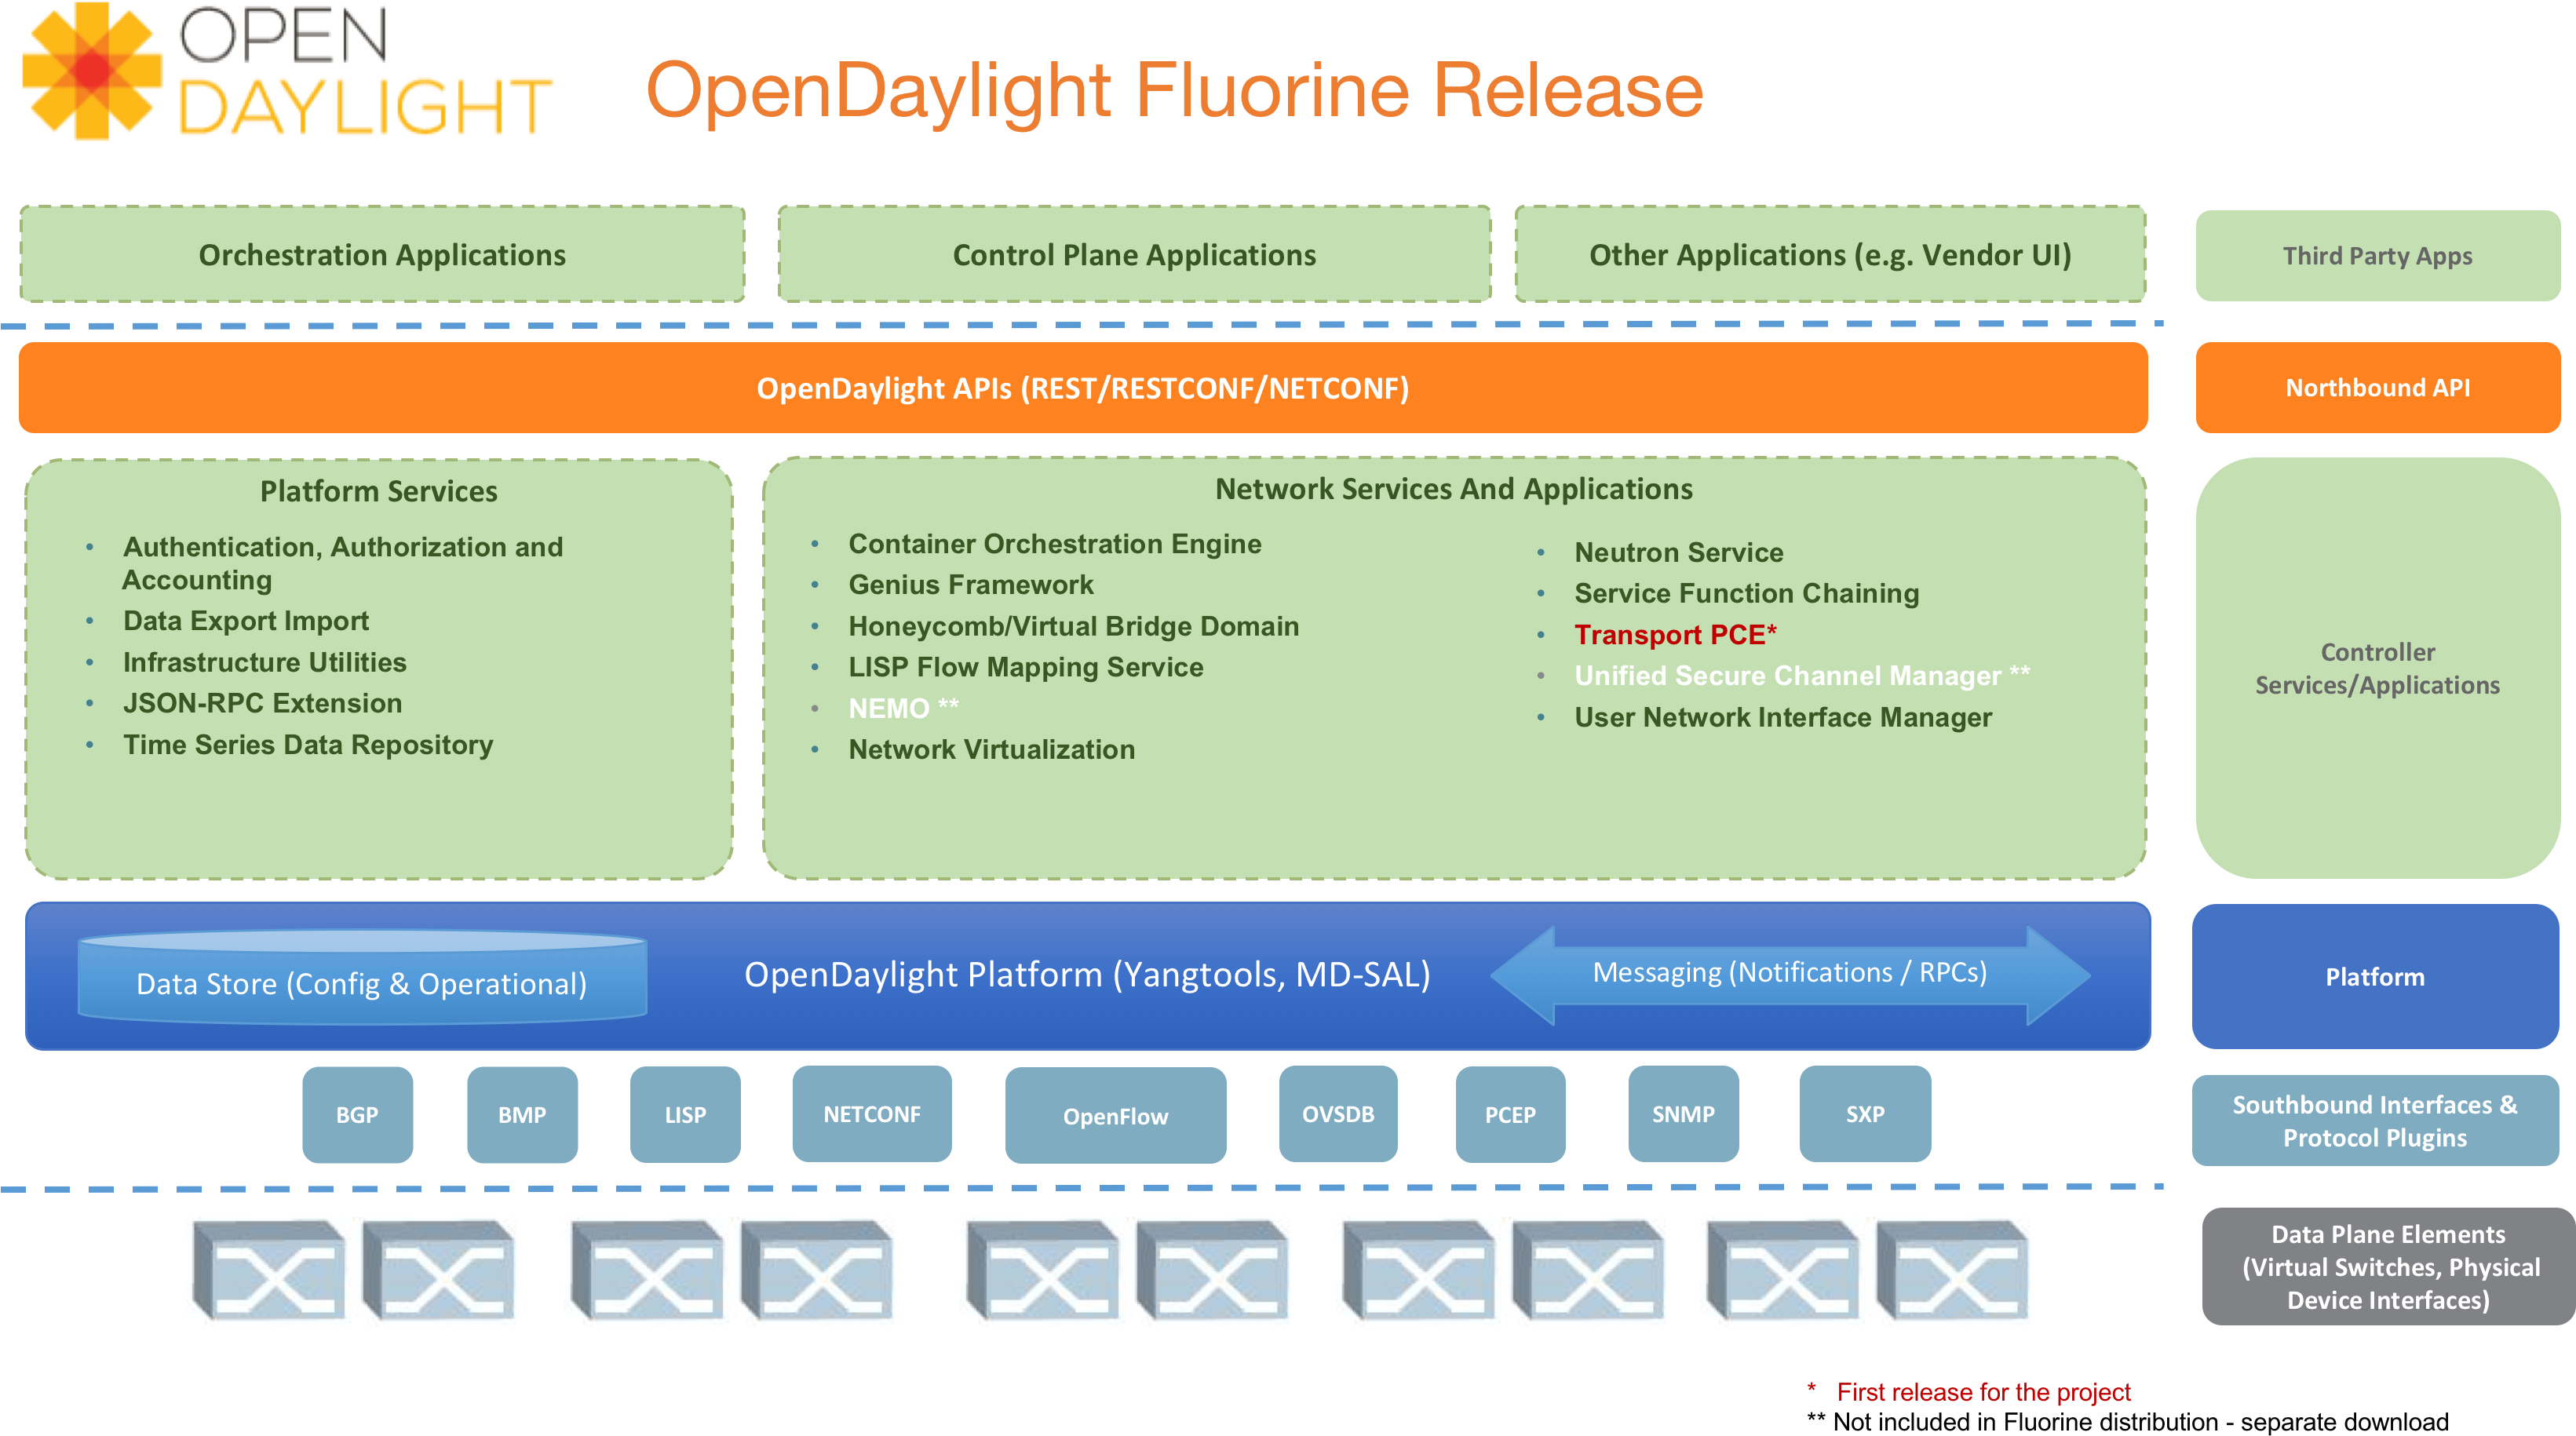 OPEN
DAYLIGHT
OpenDaylight Fluorine Release
Orchestration Applications
Control Plane Applications
Other Applications (e.g. Vendor UI)
Third Party Apps
OpenDaylight APIs (REST/RESTCONF/NETCONF)
Northbound API
Platform Services
• Authentication, Authorization and
Accounting
• Data Export Import
• Infrastructure Utilities
• JSON-RPC Extension
• Time Series Data Repository
Network Services And Applications
• Container Orchestration Engine
• Genius Framework
• Honeycomb/Virtual Bridge Domain
• LISP Flow Mapping Service
• NEMO **
• Network Virtualization
• Neutron Service
• Service Function Chaining
• Transport PCE*
• Unified Secure Channel Manager **
• User Network Interface Manager
Controller
Services/Applications
Data Store (Config & Operational)
OpenDaylight Platform (Yangtools, MD-SAL)
Messaging (Notifications / RPCs)
Platform
BGP
BMP
LISP
NETCONF
OpenFlow
OVSDB
PCEP
SNMP
SXP
Southbound Interfaces &
Protocol Plugins
Data Plane Elements
(Virtual Switches, Physical
Device Interfaces)
* First release for the project
** Not included in Fluorine distribution - separate download